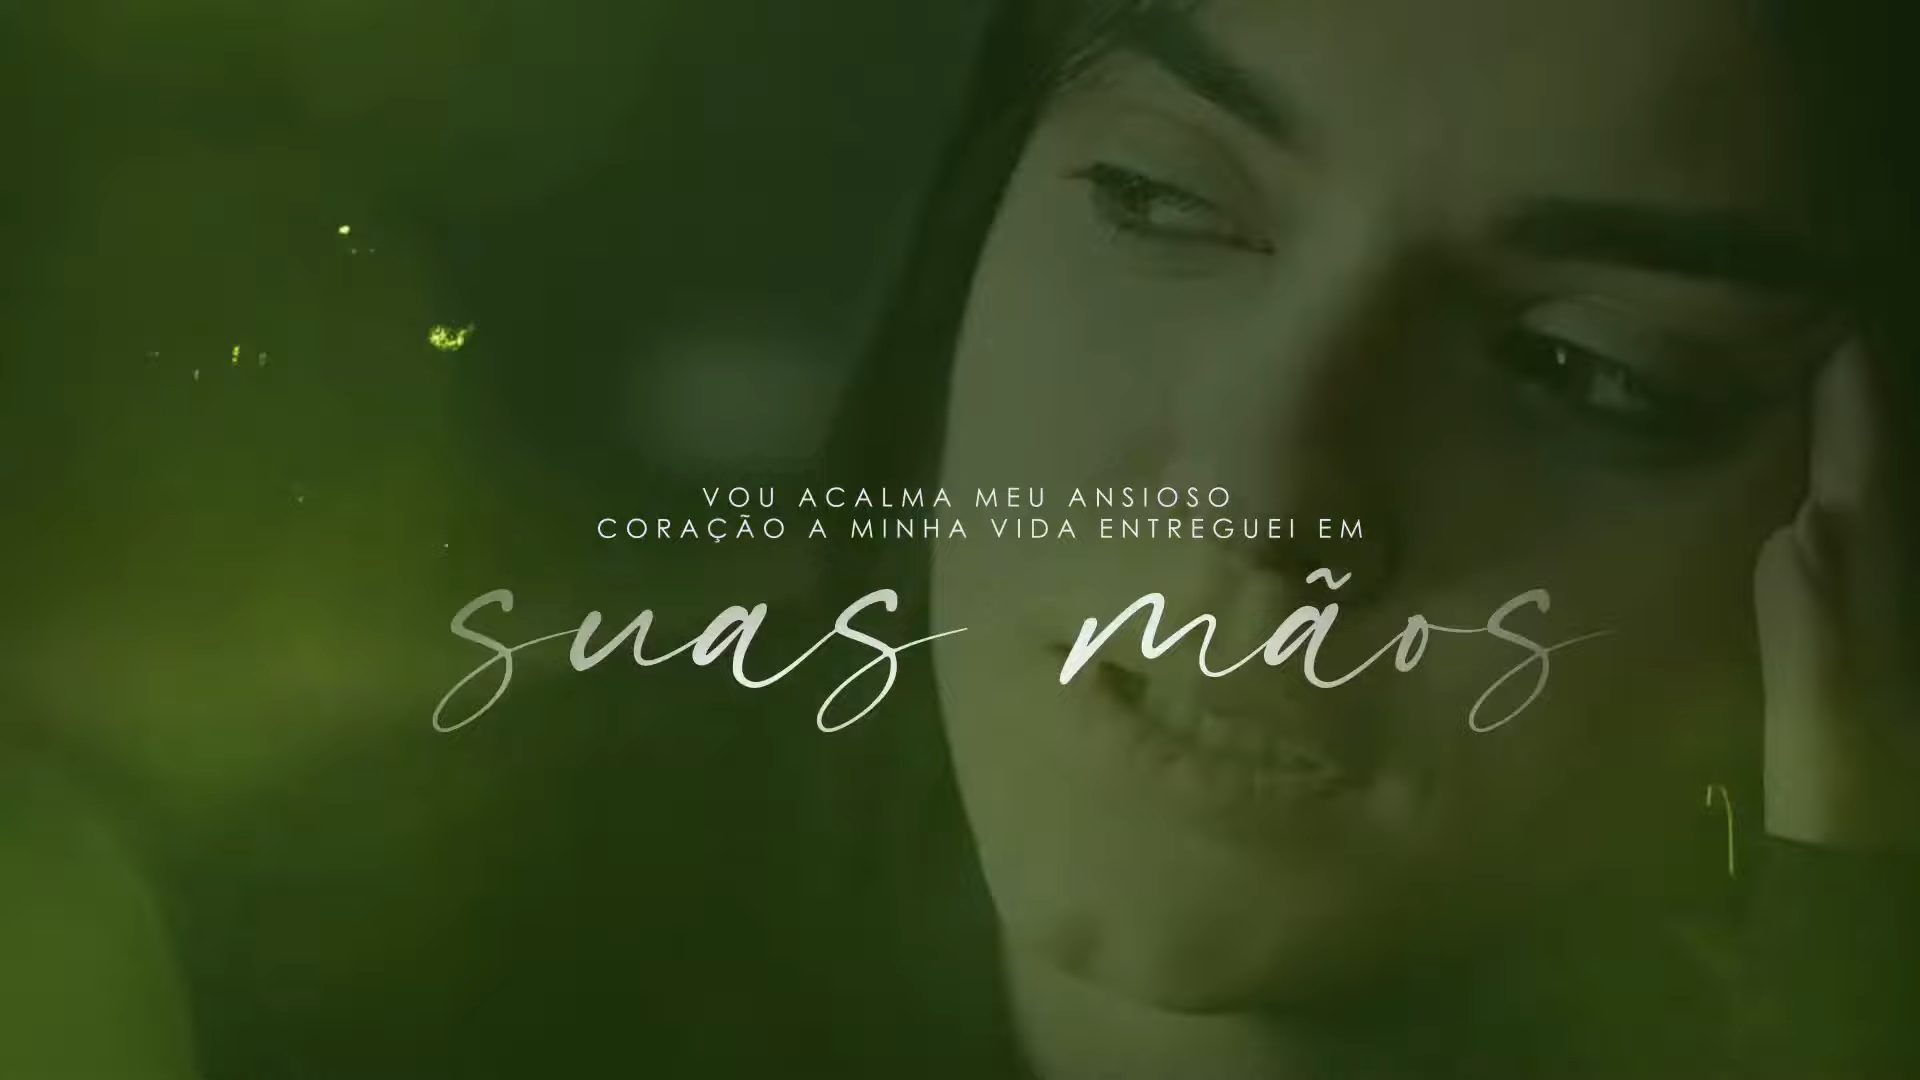 VOU ACALMA MEU ANSIOSO
CORAÇÃO A MINHA VIDA ENTREGUEI EM
suas mãos